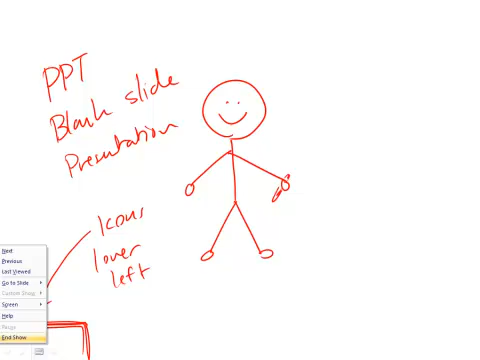 PPT
Blank slide
Presentation
Icons
lower
left
Next
Previous
Last Viewed
Go to Slide
Custom Show
Screen
Help
Pause
End Show